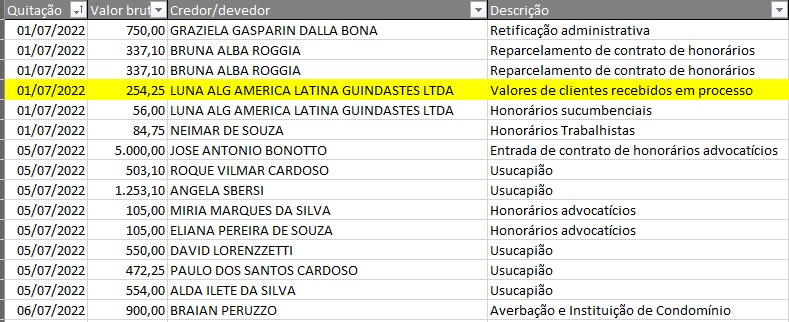 Quitação Valor brut Credor/devedor Descrição
01/07/2022 750,00 GRAZIELA GASPARIN DALLA BONA Retificação administrativa
01/07/2022 337,10 BRUNA ALBA ROGGIA Reparcelamento de contrato de honorários
01/07/2022 337,10 BRUNA ALBA ROGGIA Reparcelamento de contrato de honorários
01/07/2022 254,25 LUNA ALG AMERICA LATINA GUINDASTES LTDA Valores de clientes recebidos em processo
01/07/2022 56,00 LUNA ALG AMERICA LATINA GUINDASTES LTDA Honorários sucumbenciais
01/07/2022 84,75 NEIMAR DE SOUZA Honorários Trabalhistas
05/07/2022 5.000,00 JOSE ANTONIO BONOTTO Entrada de contrato de honorários advocatícios
05/07/2022 503,10 ROQUE VILMAR CARDOSO Usucapião
05/07/2022 1.253,10 ANGELA SBERSI Usucapião
05/07/2022 105,00 MIRIA MARQUES DA SILVA Honorários advocatícios
05/07/2022 105,00 ELIANA PEREIRA DE SOUZA Honorários advocatícios
05/07/2022 550,00 DAVID LORENZZETTI Usucapião
05/07/2022 472,25 PAULO DOS SANTOS CARDOSO Usucapião
05/07/2022 554,00 ALDA ILETE DA SILVA Usucapião
06/07/2022 900,00 BRAIAN PERUZZO Averbação e Instituição de Condomínio